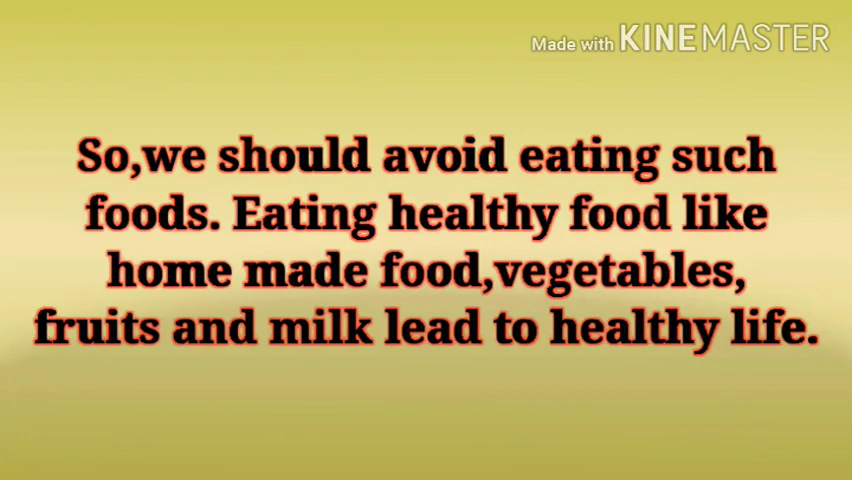 Made with KINEMASTER
So,we should avoid eating such
foods. Eating healthy food like
home made food,vegetables,
fruits and milk lead to healthy life.